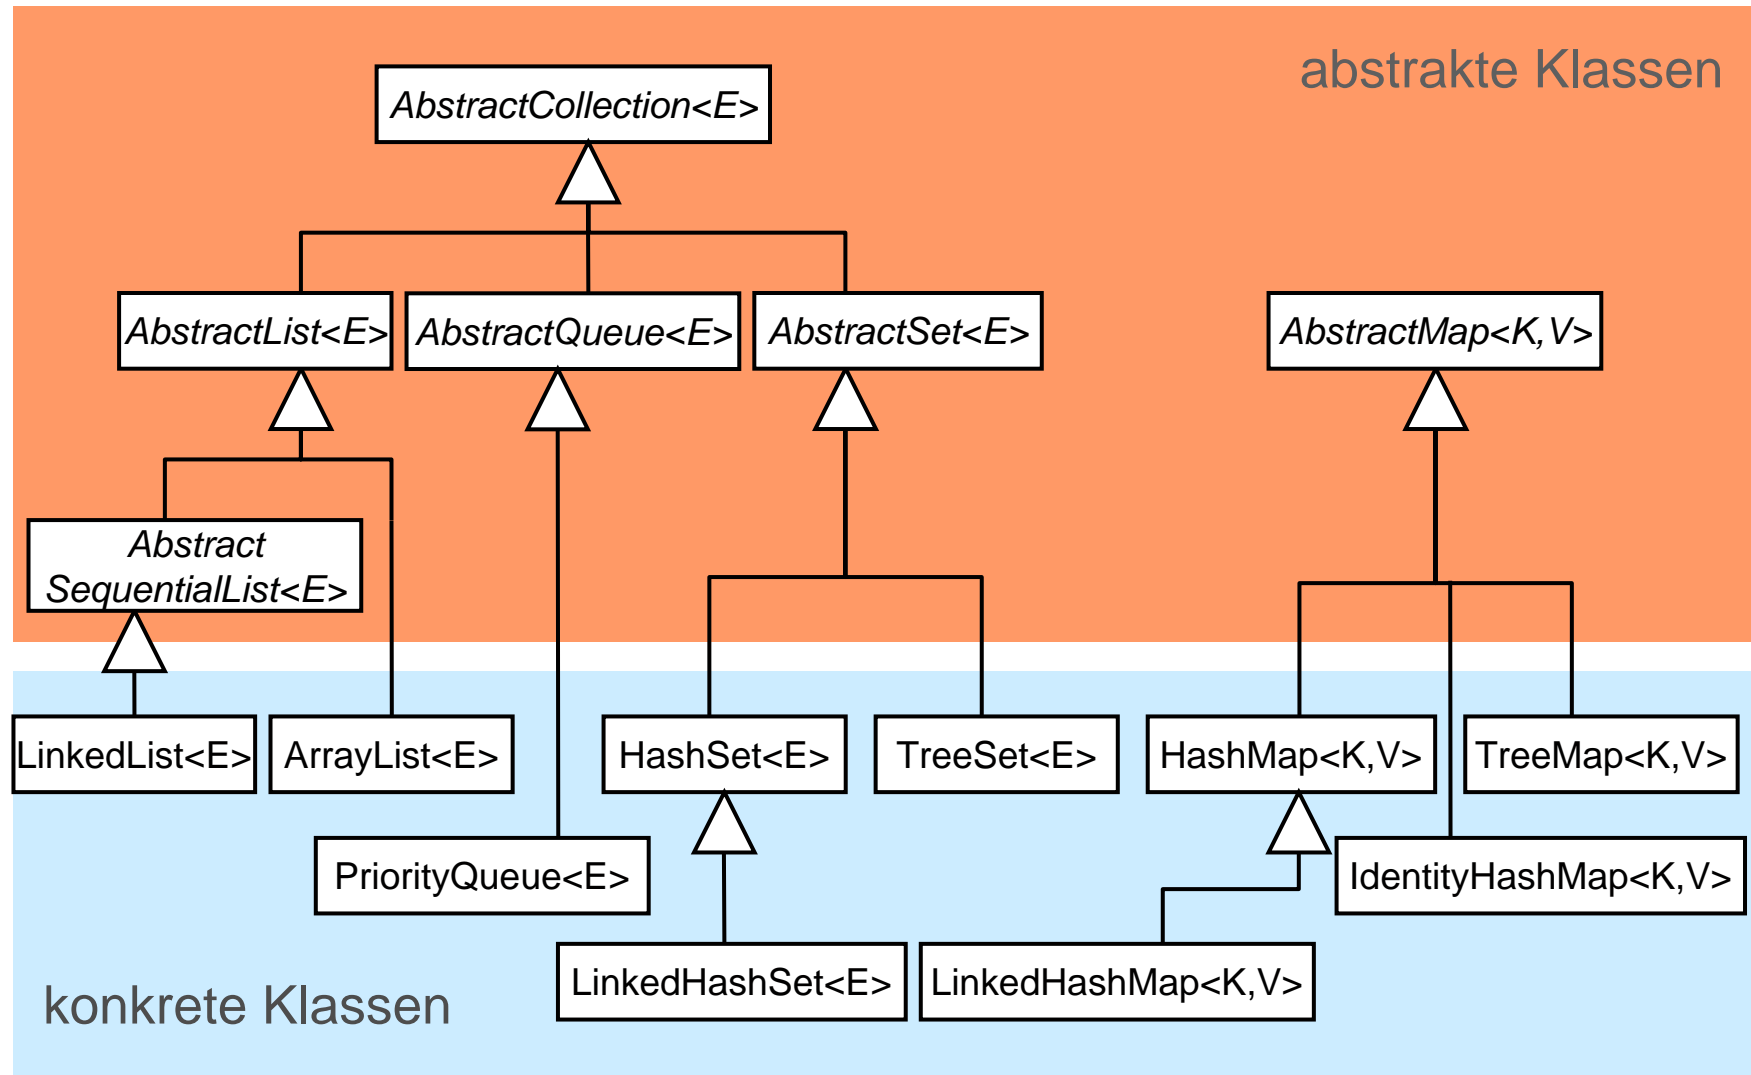 abstrakte Klassen
AbstractCollection<E>
AbstractList<E>
AbstractQueue<E>
AbstractSet<E>
AbstractMap<K,V>
Abstract
SequentialList<E>
LinkedList<E>
ArrayList<E>
HashSet<E>
TreeSet<E>
HashMap<K,V>
TreeMap<K,V>
PriorityQueue<E>
IdentityHashMap<K,V>
LinkedHashSet<E>
LinkedHashMap<K,V>
konkrete Klassen